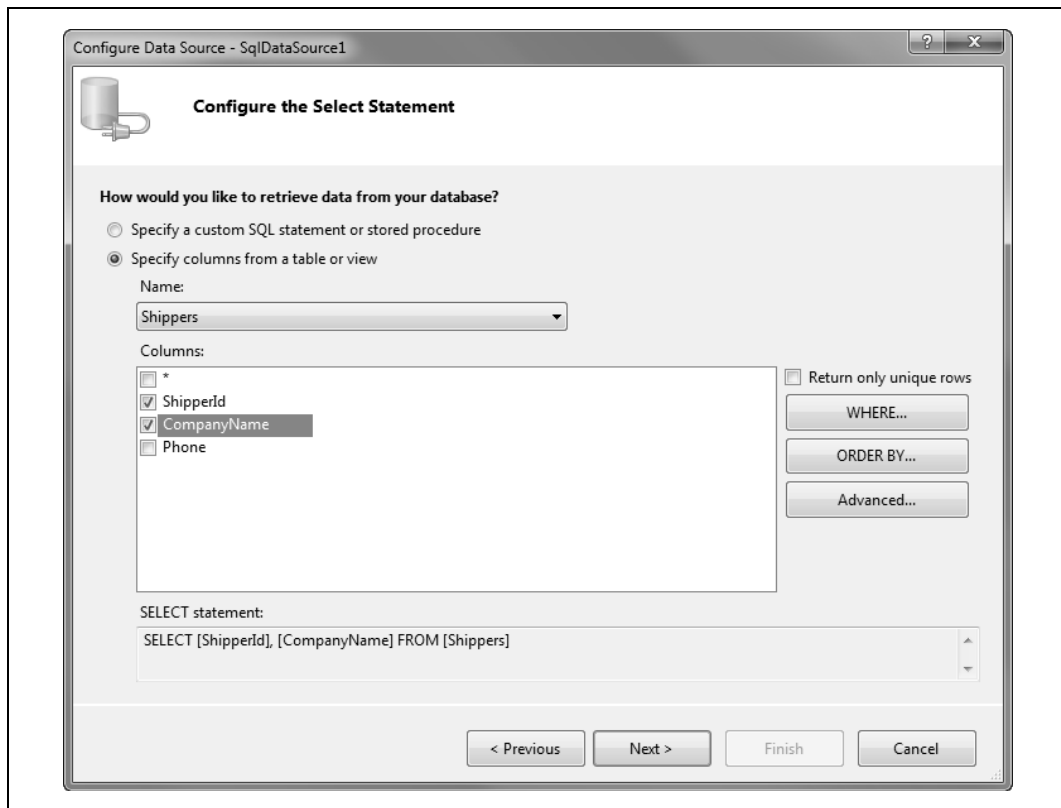 Configure Data Source - SqlDataSource1
?
Configure the Select Statement
How would you like to retrieve data from your database?
Specify a custom SQL statement or stored procedure
Specify columns from a table or view
Name:
Shippers
Columns:
*
Return only unique rows
ShipperId
CompanyName
Phone
WHERE...
ORDER BY...
Advanced...
SELECT statement:
SELECT [ShipperId], [CompanyName] FROM [Shippers]
< Previous
Next >
Finish
Cancel